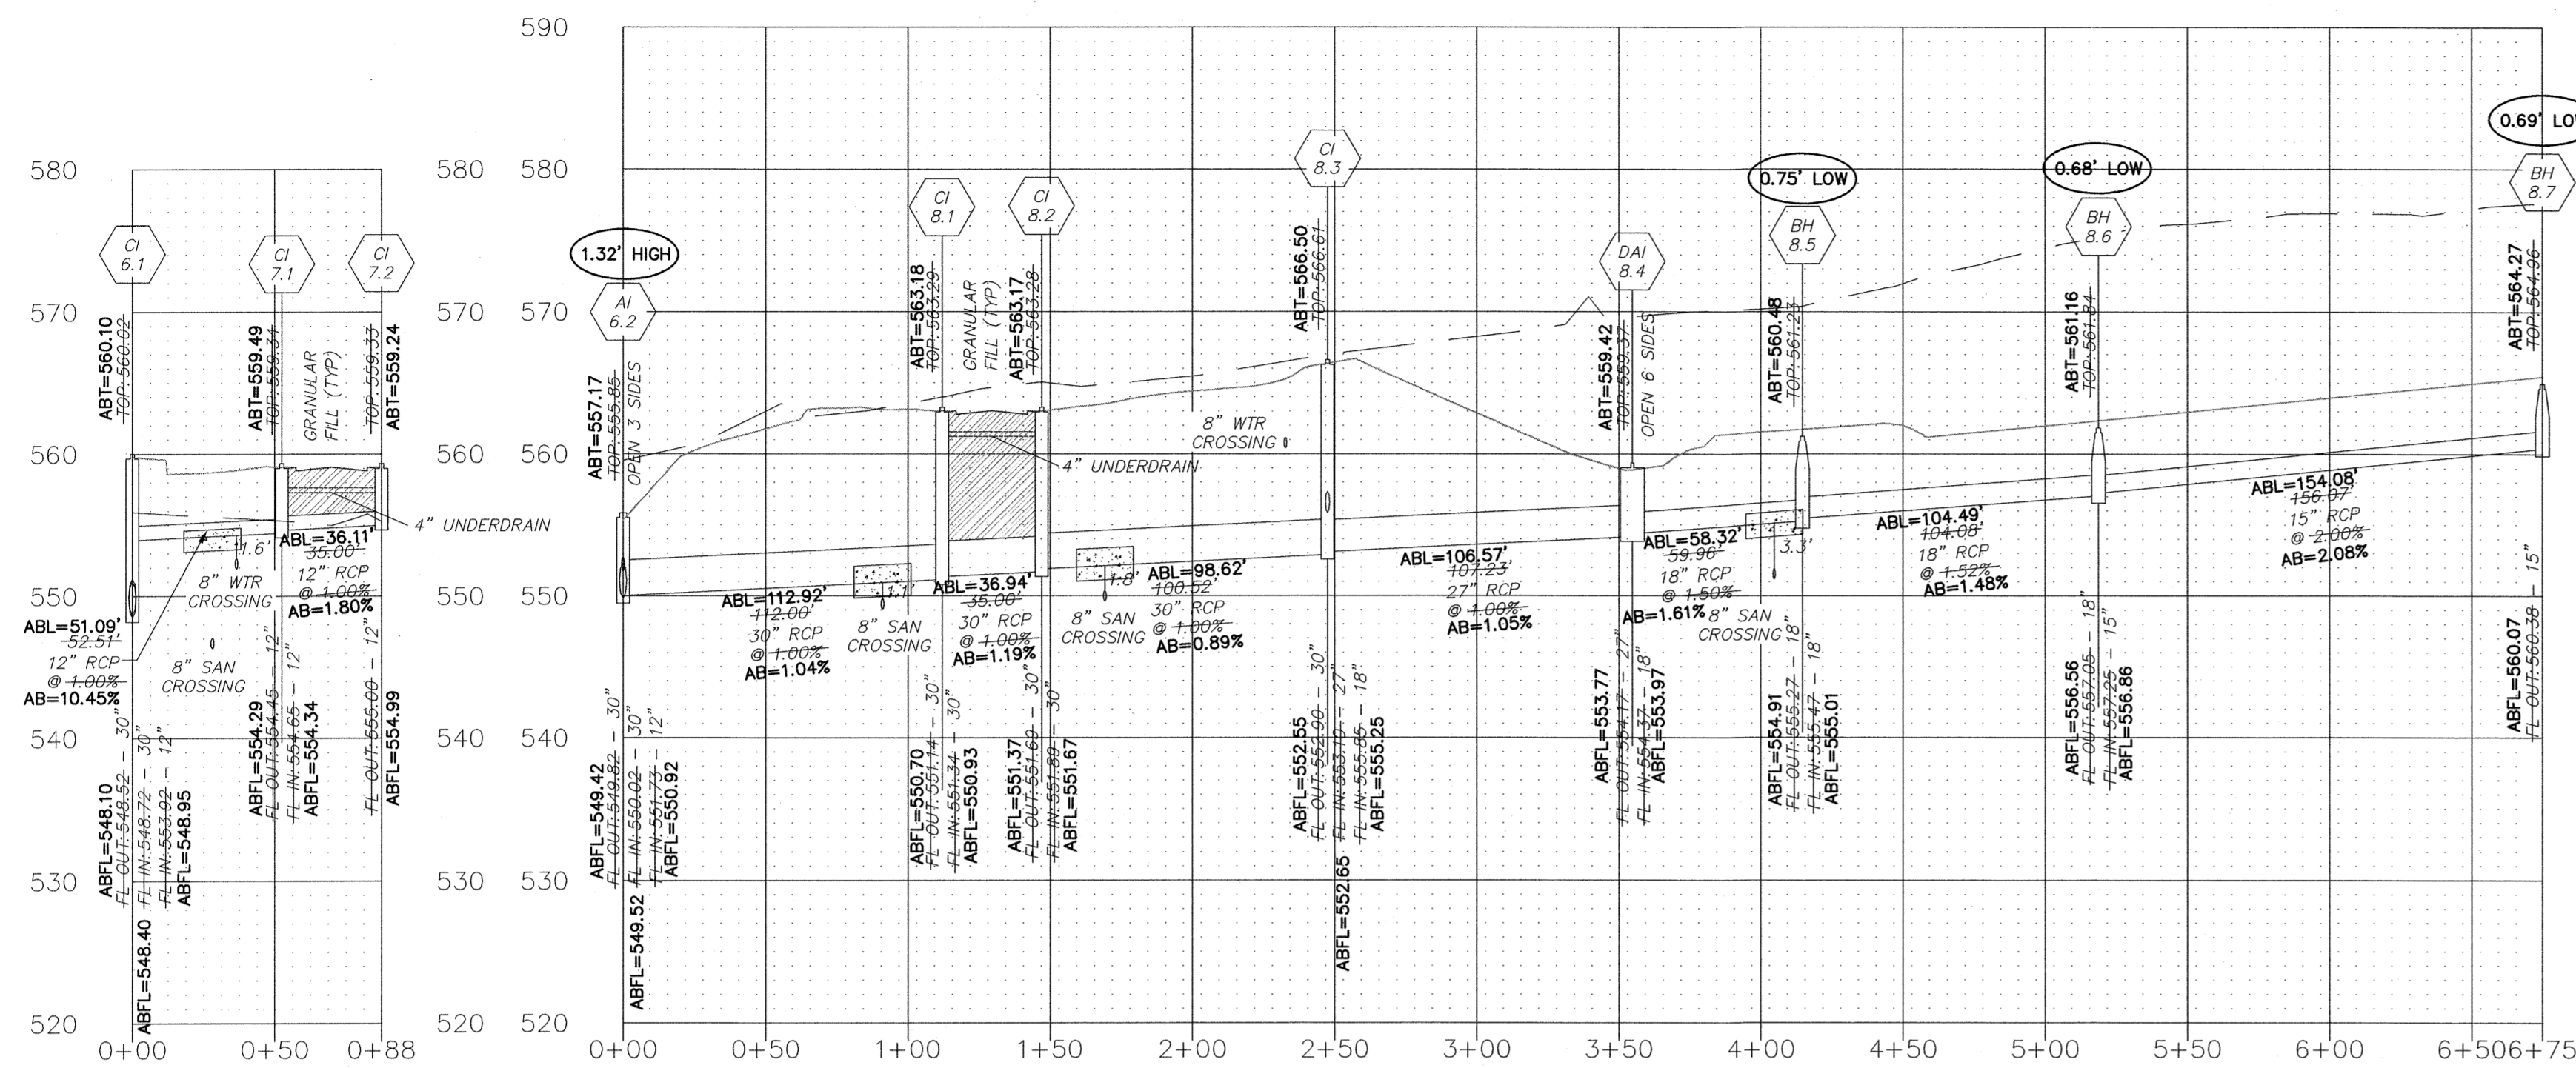 580
570
560
550
540
530
520
0+00
0+50
0+88
580
570
560
550
540
530
520
CI
6.1
CI
7.1
CI
7.2
ABT=560.10
TOP:560.02
ABT=559.49
TOP:559.34
GRANULAR
FILL (TYP)
TOP:559.33
ABT=559.24
4" UNDERDRAIN
1.6'
8" WTR
CROSSING
8" SAN
CROSSING
ABL=36.11'
35.00'
12" RCP
@ 1.00%
AB=1.80%
ABL=51.09'
52.51'
12" RCP
@ 1.00%
AB=10.45%
ABFL=548.10
FL OUT:548.52 - 30"
FL IN:548.72 - 30"
FL IN:553.92 - 12"
ABFL=548.95
ABFL=548.40
ABFL=554.29
FL OUT:554.45 - 12"
FL IN:554.65 - 12"
ABFL=554.34
FL OUT:555.00 - 12"
ABFL=554.99
590
580
570
560
550
540
530
520
0+00
0+50
1+00
1+50
2+00
2+50
3+00
3+50
4+00
4+50
5+00
5+50
6+00
6+50
6+75
1.32' HIGH
AI
6.2
CI
8.1
CI
8.2
CI
8.3
DAI
8.4
0.75' LOW
BH
8.5
0.68' LOW
BH
8.6
0.69'
BH
8.7
ABT=557.17
TOP:555.85
OPEN 3 SIDES
ABT=563.18
TOP:563.29
GRANULAR
FILL (TYP)
ABT=563.17
TOP:563.28
ABT=566.50
TOP:566.61
ABT=559.42
TOP:559.37
OPEN 6 SIDES
ABT=560.48
TOP:561.23
ABT=561.16
TOP:561.84
ABT=564.27
TOP:564.96
4" UNDERDRAIN
8" WTR
CROSSING
ABL=112.92'
112.00'
30" RCP
@ 1.00%
AB=1.04%
1.1'
8" SAN
CROSSING
ABL=36.94'
35.00'
30" RCP
@ 1.00%
AB=1.19%
1.8'
8" SAN
CROSSING
ABL=98.62'
100.52'
30" RCP
@ 1.00%
AB=0.89%
ABL=106.57'
107.23'
27" RCP
@ 1.00%
AB=1.05%
ABL=58.32'
59.96'
18" RCP
@ 1.50%
AB=1.61%
3.3'
8" SAN
CROSSING
ABL=104.49'
104.08'
18" RCP
@ 1.52%
AB=1.48%
ABL=154.08'
156.07'
15" RCP
@ 2.00%
AB=2.08%
ABFL=549.42
FL OUT:549.82 - 30"
FL IN:550.02 - 30"
FL IN:551.73 - 12"
ABFL=550.92
ABFL=549.52
ABFL=550.70
FL OUT:551.14 - 30"
FL IN:551.34 - 30"
ABFL=550.93
ABFL=551.37
FL OUT:551.69 - 30"
FL IN:551.89 - 30"
ABFL=551.67
ABFL=552.55
FL OUT:552.90 - 30"
FL IN:553.10 - 27"
FL IN:555.85 - 18"
ABFL=555.25
ABFL=552.65
ABFL=553.77
FL OUT:554.17 - 27"
FL IN:554.37 - 18"
ABFL=553.97
ABFL=554.91
FL OUT:555.27 - 18"
FL IN:555.47 - 18"
ABFL=555.01
ABFL=556.56
FL OUT:557.05 - 18"
FL IN:557.25 - 15"
ABFL=556.86
ABFL=560.07
FL OUT:560.38 - 15"